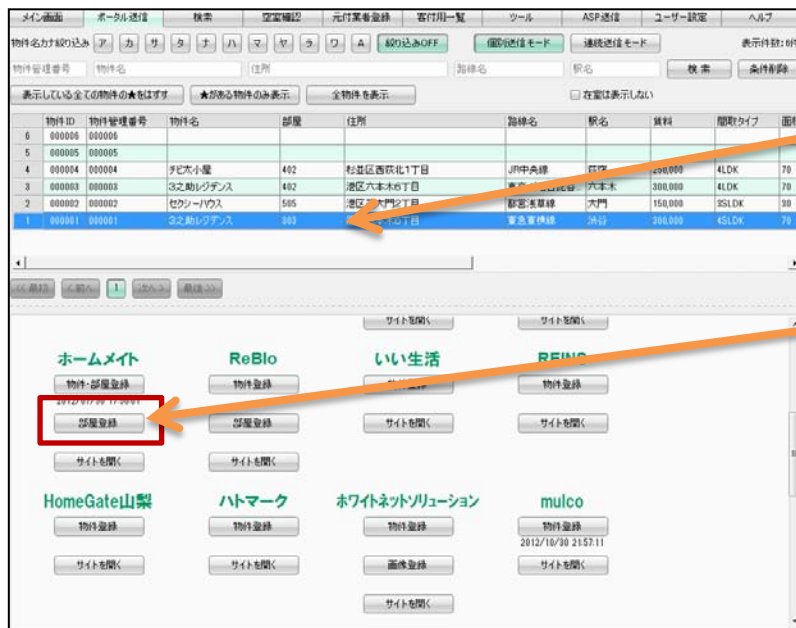 メイン画面 ポータル送信 検索 空室確認 元付業者登録 客付用一覧 ツール ASP送信 ユーザー設定 ヘルプ
物件名カナ絞り込み ア カ サ タ ナ ハ マ ヤ ラ ワ A 絞り込みOFF 個別送信モード 連続送信モード 表示件数:6件
物件管理番号 物件名 住所 路線名 駅名 検索 条件削除
表示している全ての物件の★をはずす ★がある物件のみ表示 全物件を表示 在室は表示しない
物件ID 物件管理番号 物件名 部屋 住所 路線名 駅名 賃料 間取タイプ 面積
6 000006 000006
5 000005 000005
4 000004 000004 チビ太小屋 402 杉並区西荻北1丁目 JR中央線 4LDK 70
3 000003 000003 3之助レジデンス 402 港区六本木6丁目 六本木 300,000 4LDK 70
2 000002 000002 セクシーハウス 505 大門2丁目 都営浅草線 大門 150,000 3SLDK
1 000001 000001 3之助レジデンス 303 東急東横線 渋谷 300,000 4SLDK 70
<< 最初 < 前へ 1 次へ > 最後 >>
サイトを開く サイトを開く
ホームメイト ReBlo いい生活 REINS
物件・部屋登録 物件登録 物件登録
部屋登録 部屋登録 サイトを開く サイトを開く
サイトを開く サイトを開く
HomeGate山梨 ハトマーク ホワイトネットソリューション mulco
物件登録 物件登録 物件登録 物件登録
2012/10/30 21:57:11
サイトを開く サイトを開く 画像登録 サイトを開く
サイトを開く